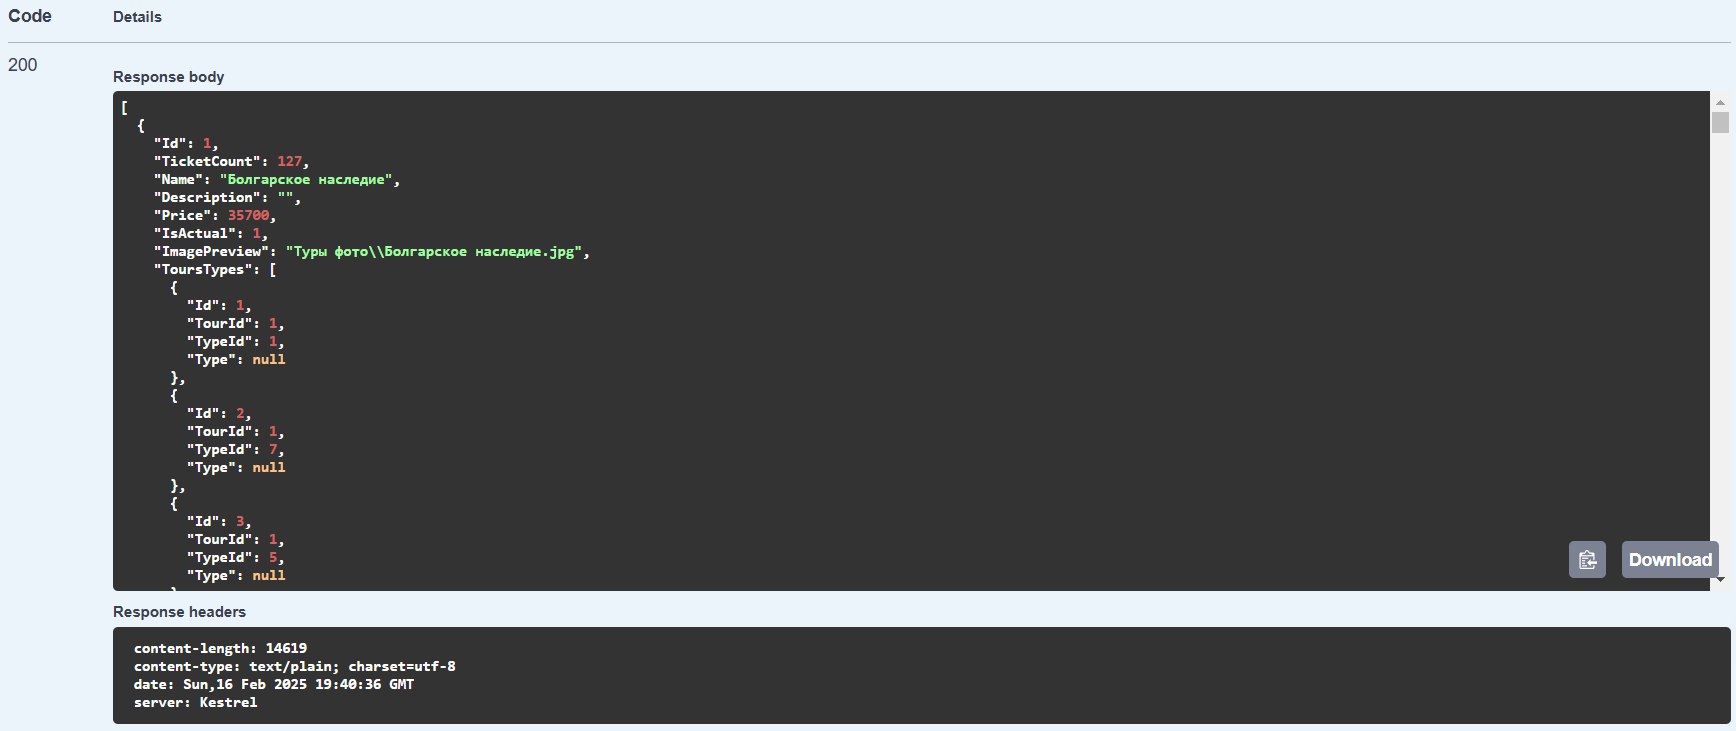 Code Details
200
Response body
[
  {
    "Id": 1,
    "TicketCount": 127,
    "Name": "Болгарское наследие",
    "Description": "",
    "Price": 35700,
    "IsActual": 1,
    "ImagePreview": "Туры фото\\Болгарское наследие.jpg",
    "ToursTypes": [
      {
        "Id": 1,
        "TourId": 1,
        "TypeId": 1,
        "Type": null
      },
      {
        "Id": 2,
        "TourId": 1,
        "TypeId": 7,
        "Type": null
      },
      {
        "Id": 3,
        "TourId": 1,
        "TypeId": 5,
        "Type": null
      }
Download
Response headers
content-length: 14619
content-type: text/plain; charset=utf-8
date: Sun,16 Feb 2025 19:40:36 GMT
server: Kestrel